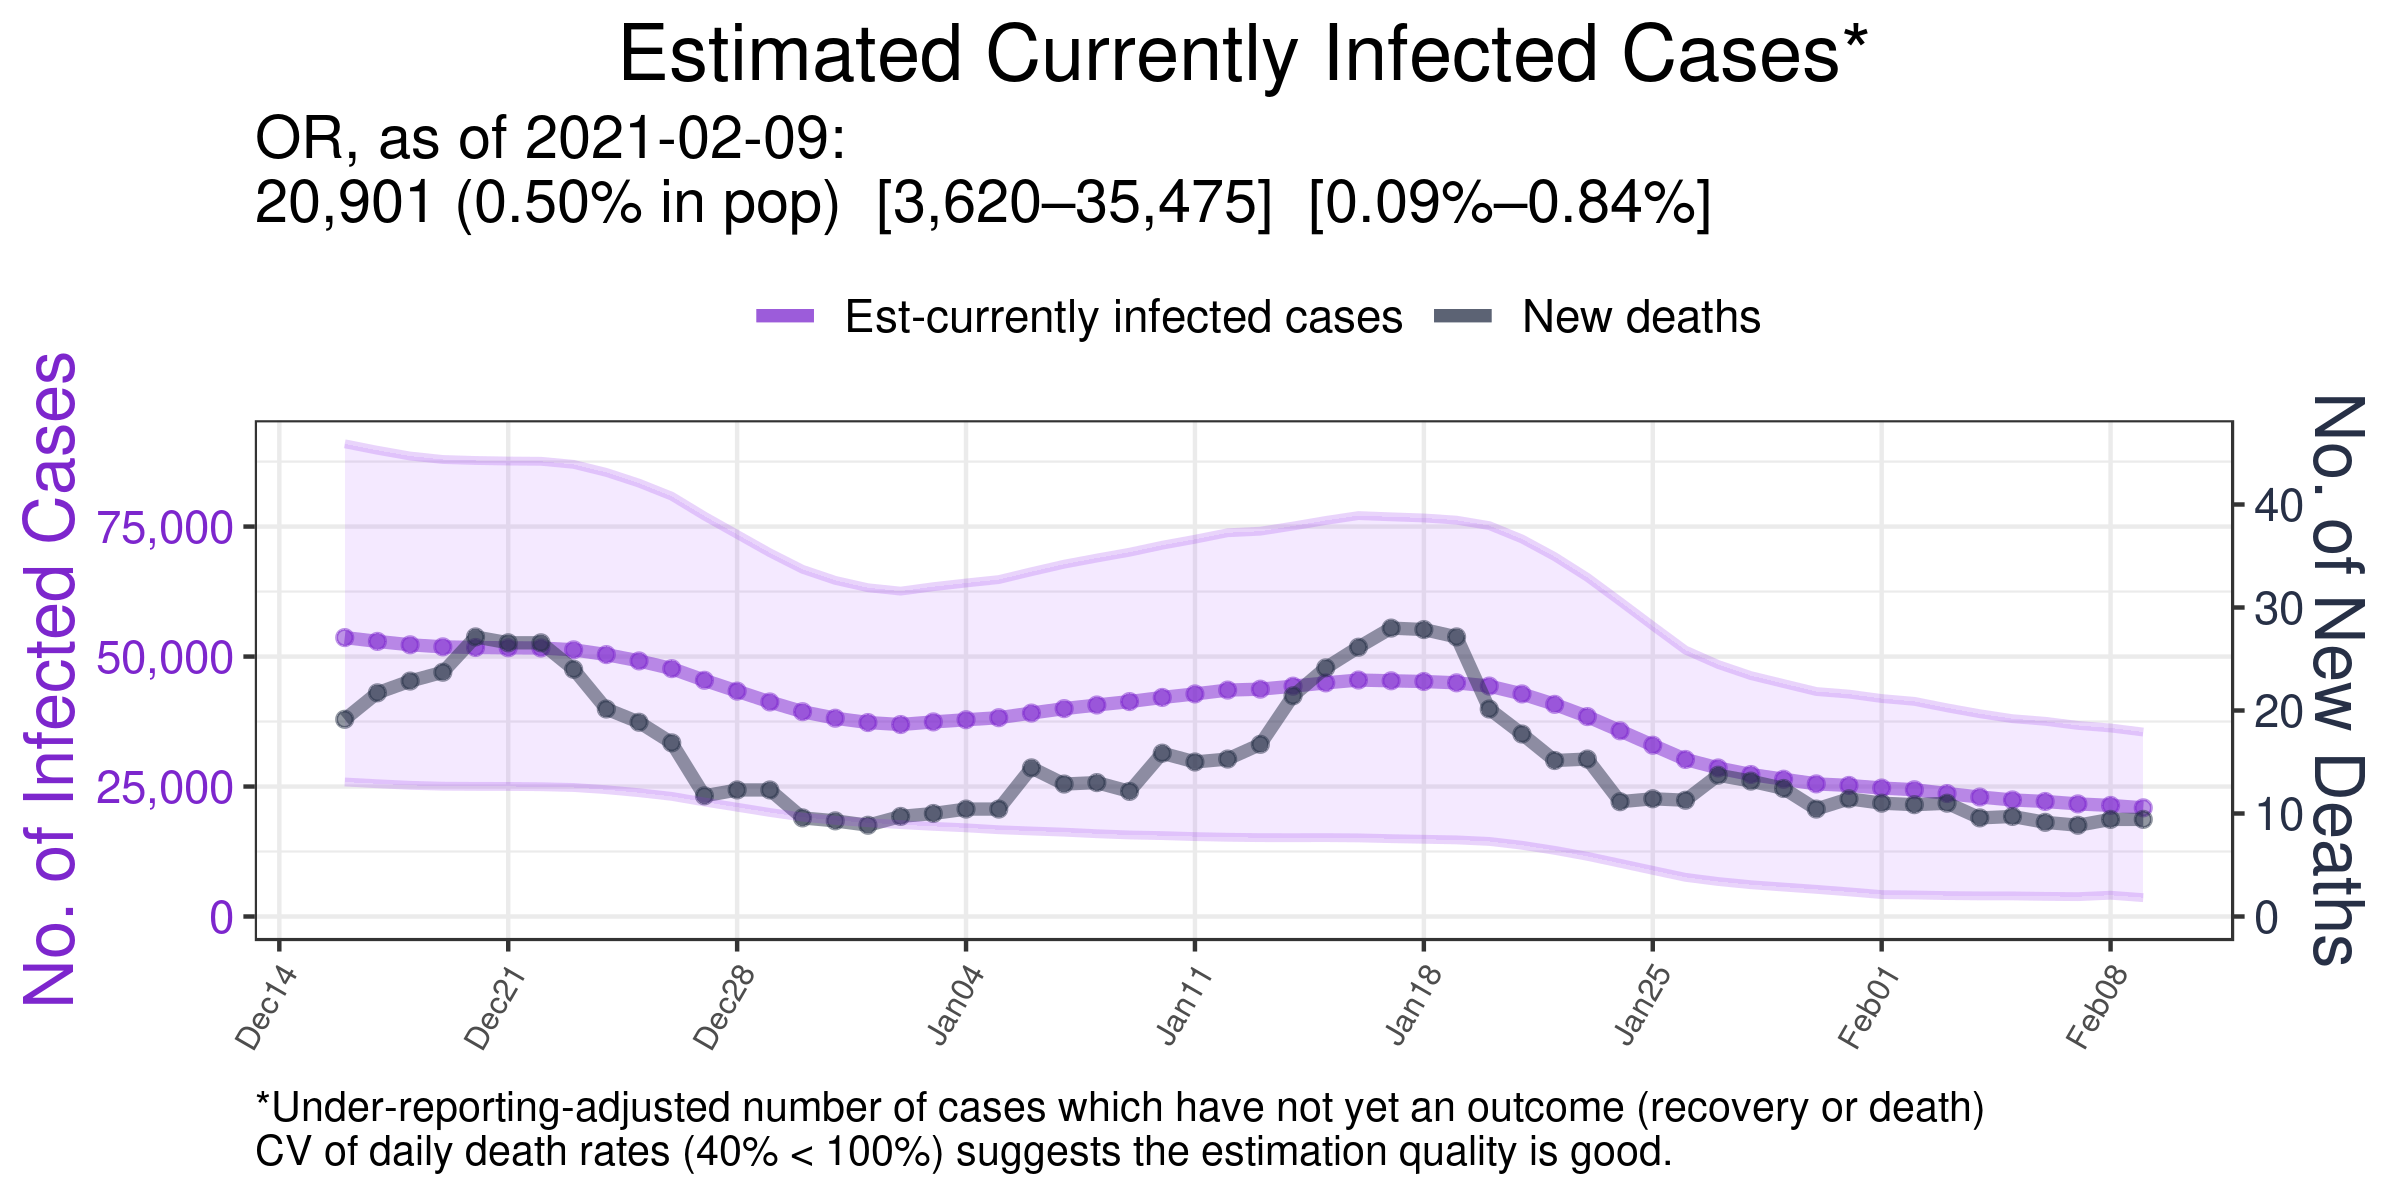 Estimated Currently Infected Cases*
OR, as of 2021-02-09:
20,901 (0.50% in pop)  [3,620–35,475]  [0.09%–0.84%]
Est-currently infected cases
New deaths
No. of Infected Cases
75,000
50,000
25,000
0
40
30
20
10
0
No. of New Deaths
Dec14
Dec21
Dec28
Jan04
Jan11
Jan18
Jan25
Feb01
Feb08
*Under-reporting-adjusted number of cases which have not yet an outcome (recovery or death)
CV of daily death rates (40% < 100%) suggests the estimation quality is good.